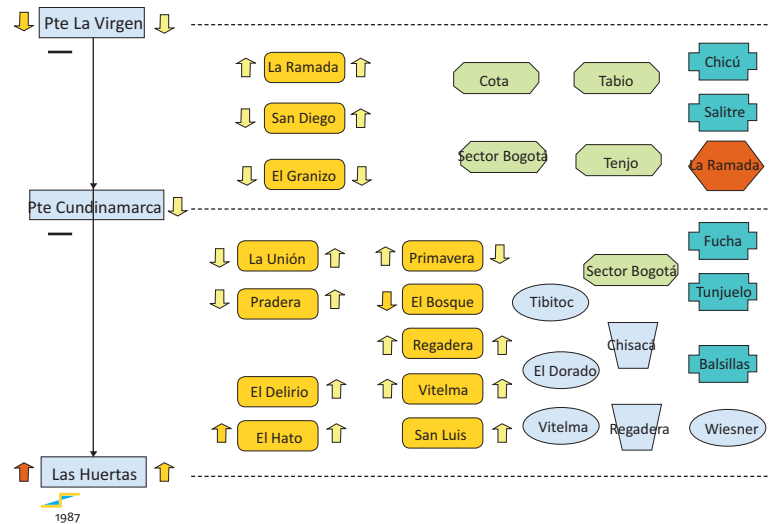 Pte La Virgen
La Ramada
Cota
Tabio
Chicú
San Diego
Salitre
Sector Bogotá
Tenjo
La Ramada
El Granizo
Pte Cundinamarca
La Unión
Primavera
Fucha
Sector Bogotá
Pradera
El Bosque
Tibitoc
Tunjuelo
Regadera
Chisacá
El Dorado
Balsillas
El Delirio
Vitelma
El Hato
San Luis
Vitelma
Regadera
Wiesner
Las Huertas
1987